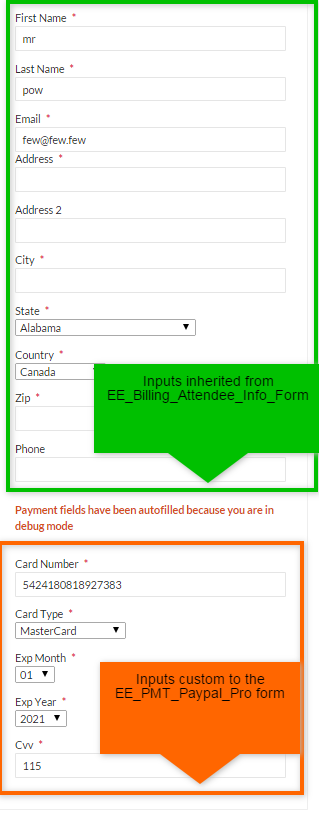 First Name *
mr
Last Name *
pow
Email *
few@few.few
Address *
Address 2
City *
State *
Alabama
Country *
Canada
Inputs inherited from
EE_Billing_Attendee_Info_Form
Zip *
Phone
Payment fields have been autofilled because you are in
debug mode
Card Number *
5424180818927383
Card Type *
MasterCard
Exp Month *
01
Inputs custom to the
EE_PMT_Paypal_Pro form
Exp Year *
2021
Cvv *
115